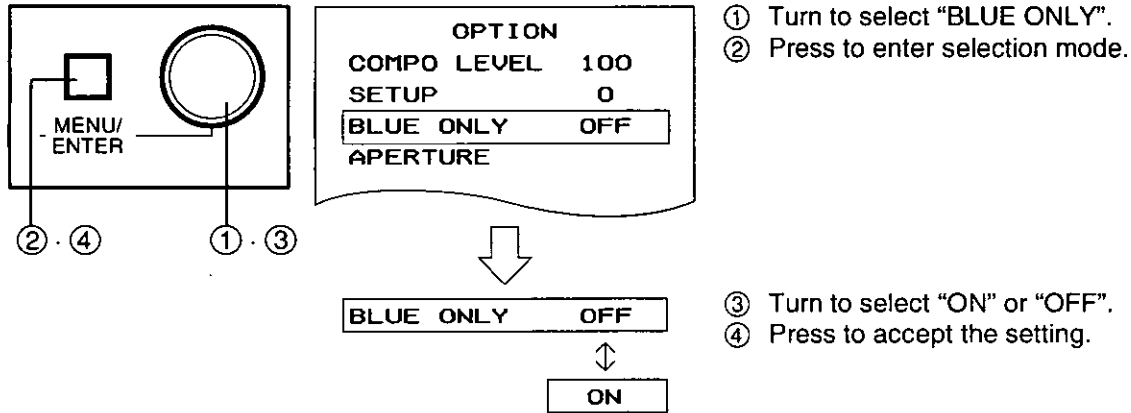 MENU/
ENTER
② · ④
① · ③
OPTION
COMPO LEVEL 100
SETUP 0
BLUE ONLY OFF
APERTURE
① Turn to select “BLUE ONLY”.
② Press to enter selection mode.
BLUE ONLY OFF
ON
③ Turn to select “ON” or “OFF”.
④ Press to accept the setting.